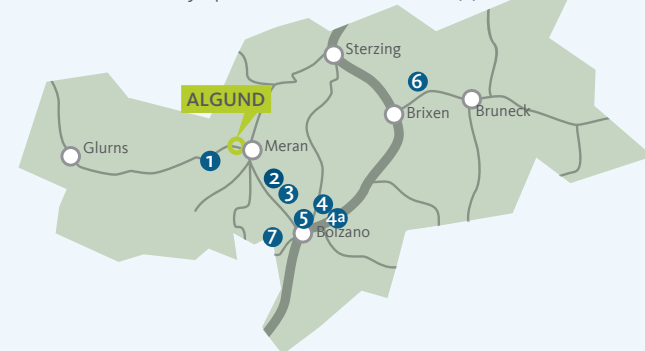 Sterzing
6
ALGUND
Brixen
Bruneck
Glurns
Meran
1
2
3
4
5
4a
7
Bolzano